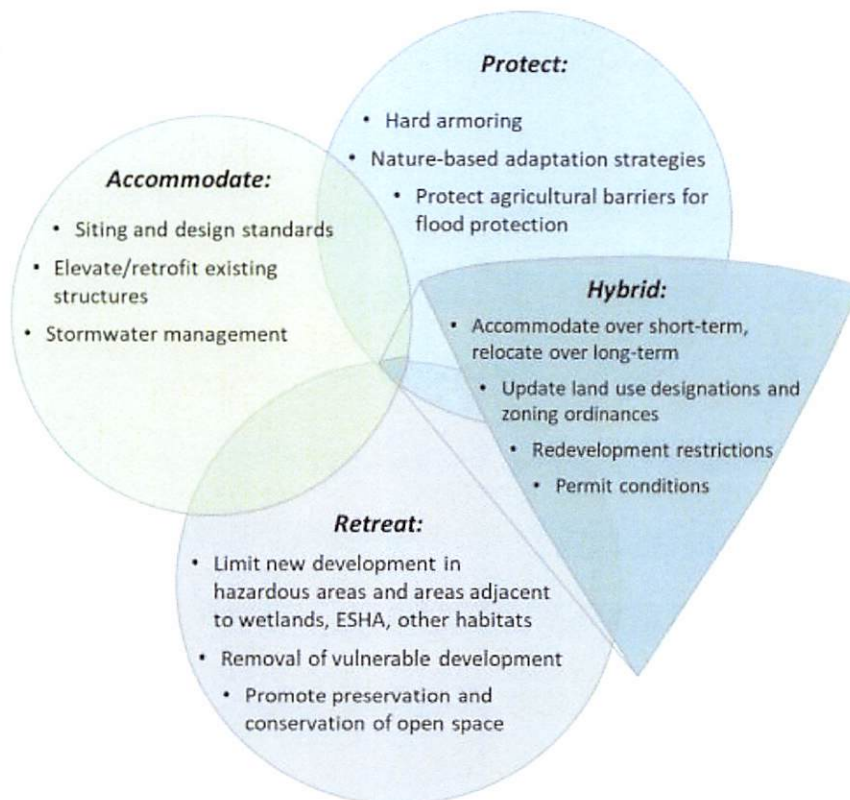 Protect:
• Hard armoring
• Nature-based adaptation strategies
• Protect agricultural barriers for
flood protection
Accommodate:
• Siting and design standards
• Elevate/retrofit existing
structures
• Stormwater management
Hybrid:
• Accommodate over short-term,
relocate over long-term
• Update land use designations and
zoning ordinances
• Redevelopment restrictions
• Permit conditions
Retreat:
• Limit new development in
hazardous areas and areas adjacent
to wetlands, ESHA, other habitats
• Removal of vulnerable development
• Promote preservation and
conservation of open space